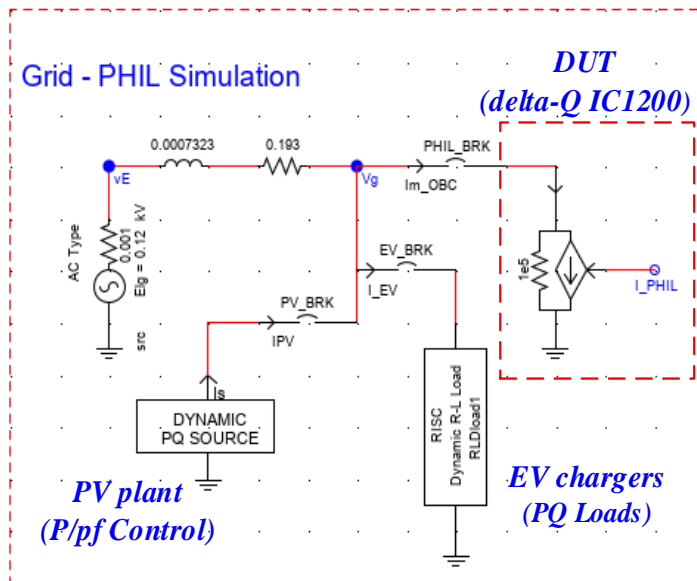 Grid - PHIL Simulation
DUT
(delta-Q IC1200)
0.0007323
0.193
PHIL_BRK
vE
Vg
Im_OBC
AC Type
0.001
Elg = 0.12 kV
src
EV_BRK
I_EV
1e5
I_PHIL
PV_BRK
IPV
Is
DYNAMIC
PQ SOURCE
RISC
Dynamic R-L Load
RLDload1
PV plant
(P/pf Control)
EV chargers
(PQ Loads)